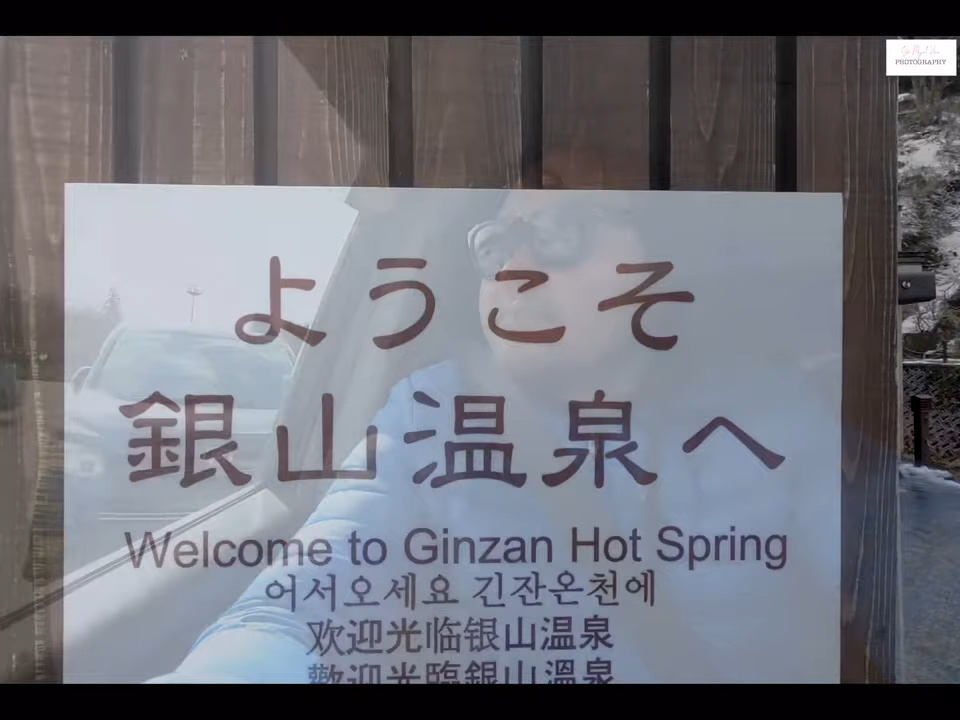 PHOTOGRAPHY
ようこそ
銀山温泉へ
Welcome to Ginzan Hot Spring
어서오세요 긴잔온천에
欢迎光临银山温泉
歡迎光臨銀山溫泉